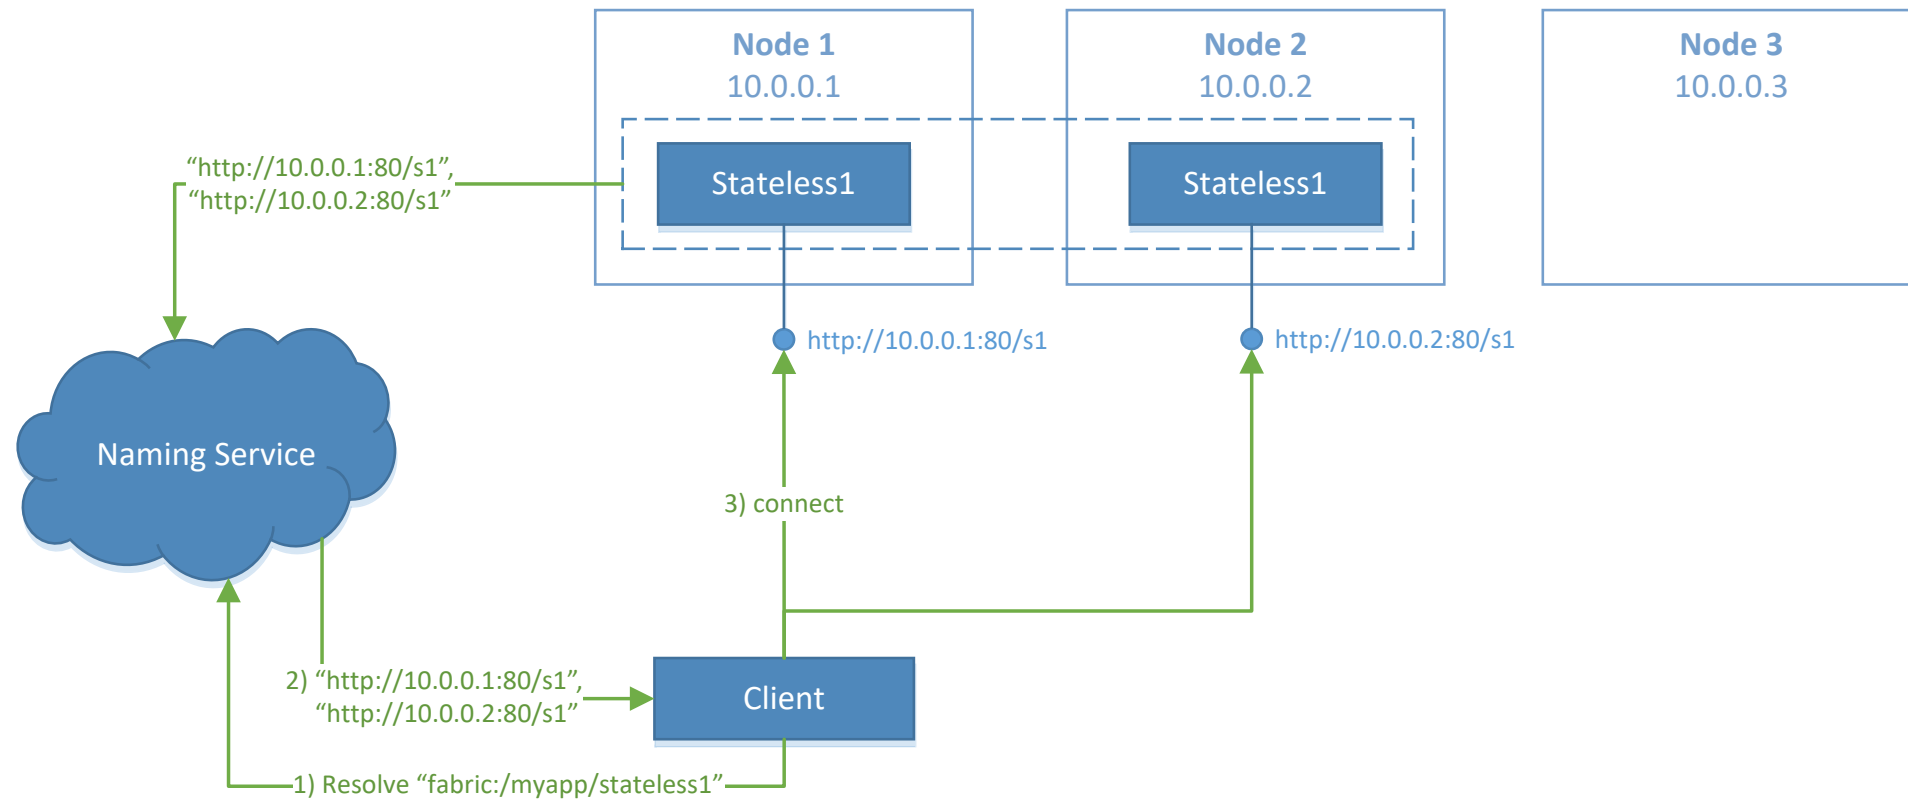 Node 1
10.0.0.1
Node 2
10.0.0.2
Node 3
10.0.0.3
“http://10.0.0.1:80/s1”,
“http://10.0.0.2:80/s1”
Stateless1
Stateless1
http://10.0.0.1:80/s1
http://10.0.0.2:80/s1
Naming Service
3) connect
2) “http://10.0.0.1:80/s1”,
“http://10.0.0.2:80/s1”
Client
1) Resolve “fabric:/myapp/stateless1”